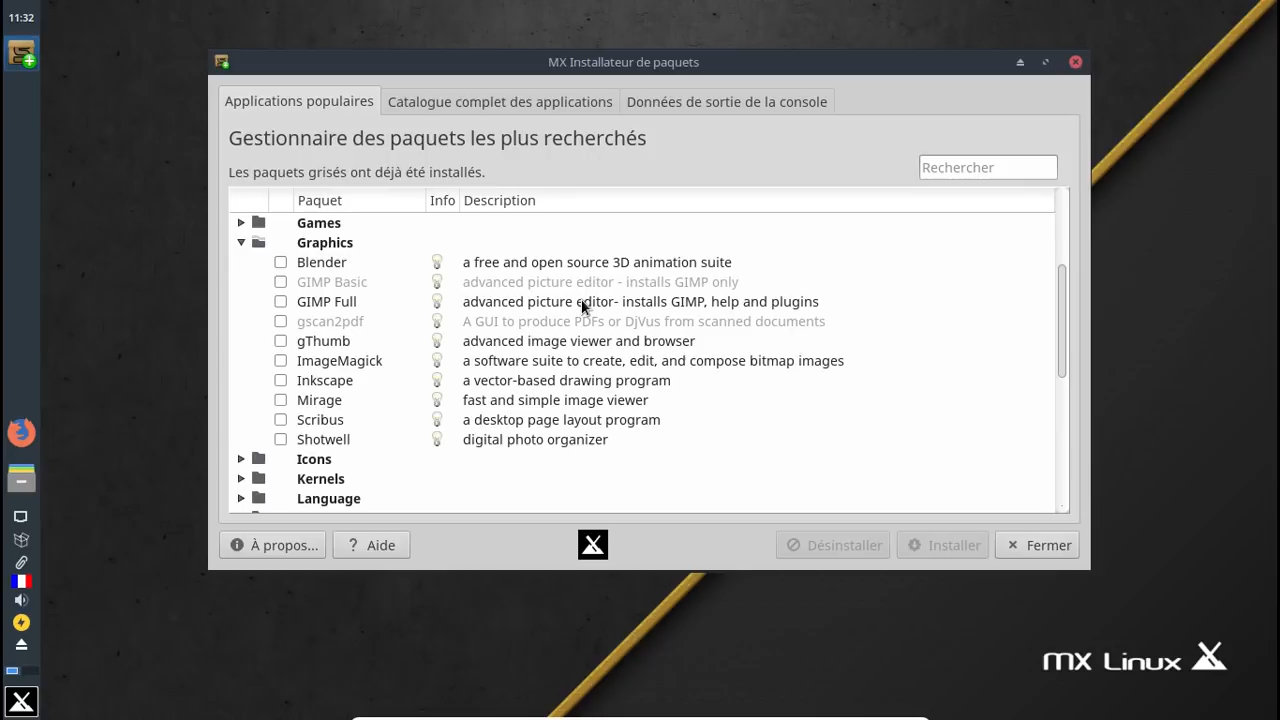 11:32
MX Installateur de paquets
Applications populaires
Catalogue complet des applications
Données de sortie de la console
Gestionnaire des paquets les plus recherchés
Les paquets grisés ont déjà été installés.
Rechercher
Paquet Info Description
Games
Graphics
Blender a free and open source 3D animation suite
GIMP Basic advanced picture editor - installs GIMP only
GIMP Full advanced picture editor- installs GIMP, help and plugins
gscan2pdf A GUI to produce PDFs or DjVus from scanned documents
gThumb advanced image viewer and browser
ImageMagick a software suite to create, edit, and compose bitmap images
Inkscape a vector-based drawing program
Mirage fast and simple image viewer
Scribus a desktop page layout program
Shotwell digital photo organizer
Icons
Kernels
Language
À propos... Aide Désinstaller Installer Fermer
MX Linux